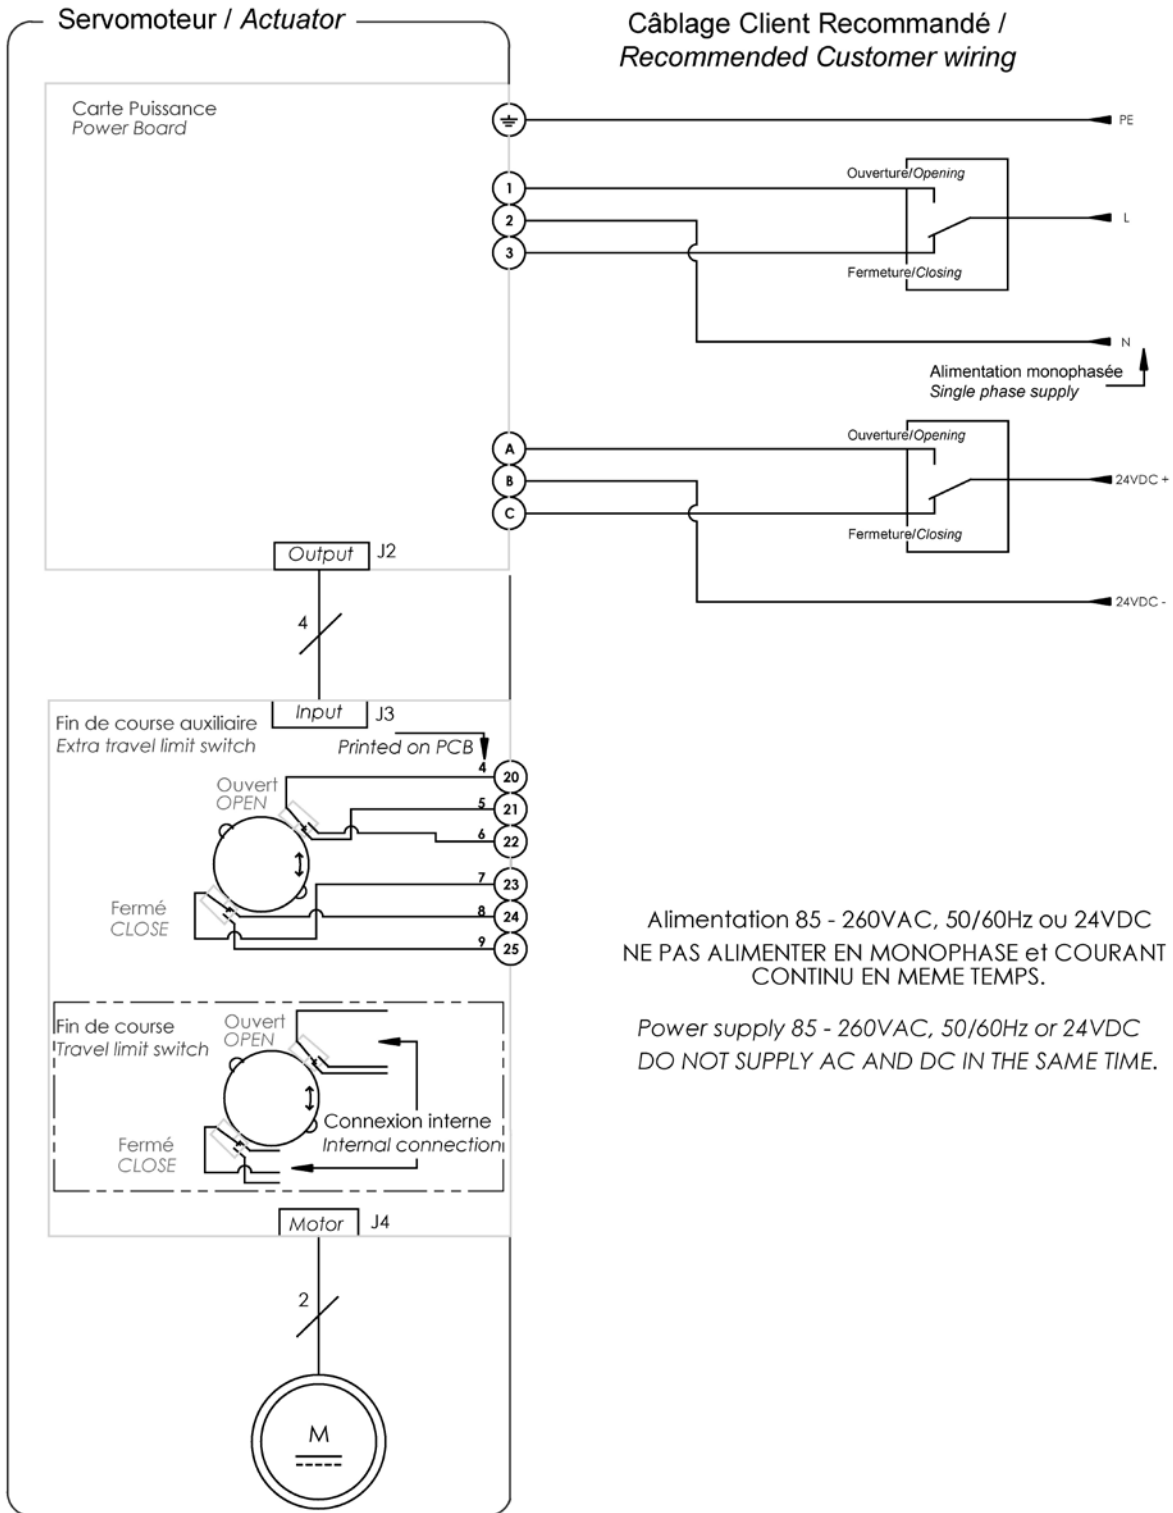 Servomoteur / Actuator
Câblage Client Recommandé /
Recommended Customer wiring
Carte Puissance
Power Board
PE
1
2
3
Ouverture/Opening
L
Fermeture/Closing
N
Alimentation monophasée
Single phase supply
A
B
C
Ouverture/Opening
24VDC +
Fermeture/Closing
24VDC -
Output J2
4
Input J3
Fin de course auxiliaire
Extra travel limit switch
Printed on PCB
Ouvert
OPEN
4 20
5 21
6 22
7 23
8 24
9 25
Fermé
CLOSE
Alimentation 85 - 260VAC, 50/60Hz ou 24VDC
NE PAS ALIMENTER EN MONOPHASE et COURANT
CONTINU EN MEME TEMPS.
Power supply 85 - 260VAC, 50/60Hz or 24VDC
DO NOT SUPPLY AC AND DC IN THE SAME TIME.
Fin de course
Travel limit switch
Ouvert
OPEN
Connexion interne
Internal connection
Fermé
CLOSE
Motor J4
2
M